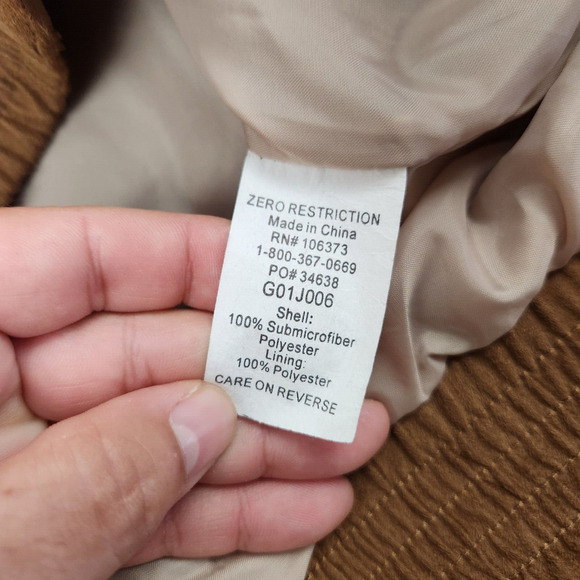 ZERO RESTRICTION
Made in China
RN# 106373
1-800-367-0669
PO# 34638
G01J006
Shell:
100% Submicrofiber
Polyester
Lining:
100% Polyester
CARE ON REVERSE